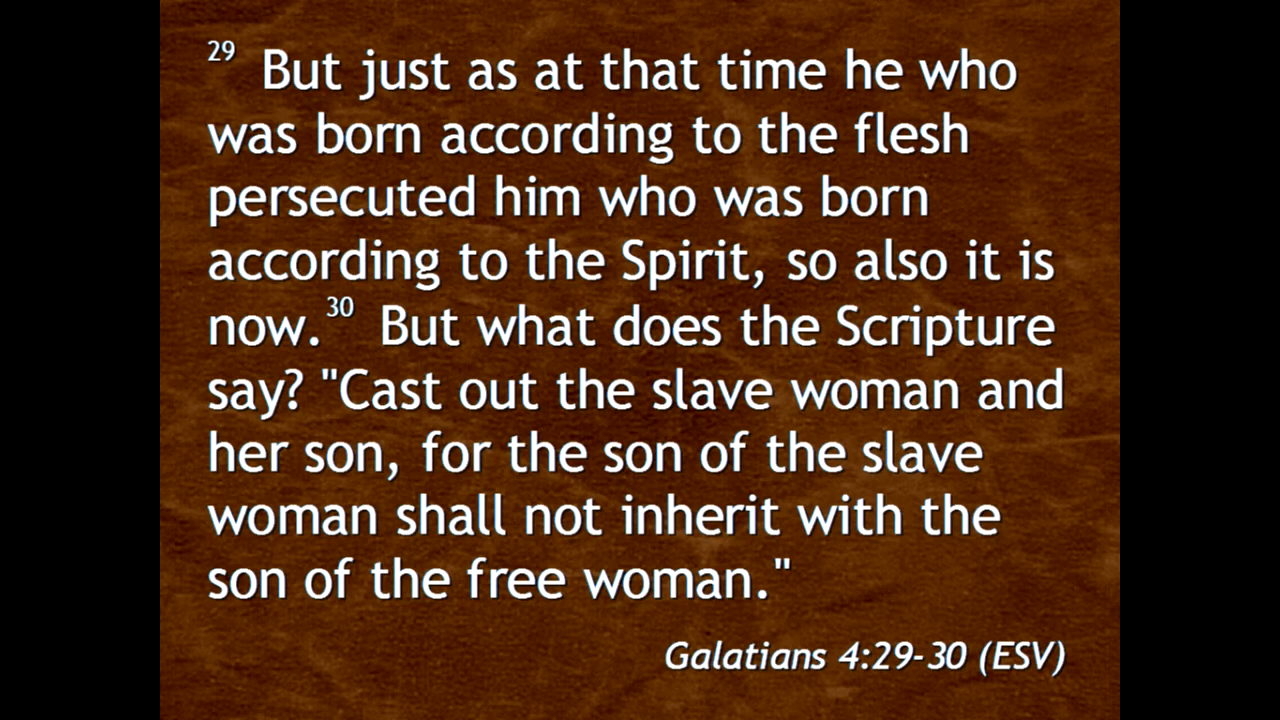 29 But just as at that time he who
was born according to the flesh
persecuted him who was born
according to the Spirit, so also it is
now.30 But what does the Scripture
say? "Cast out the slave woman and
her son, for the son of the slave
woman shall not inherit with the
son of the free woman."
Galatians 4:29-30 (ESV)